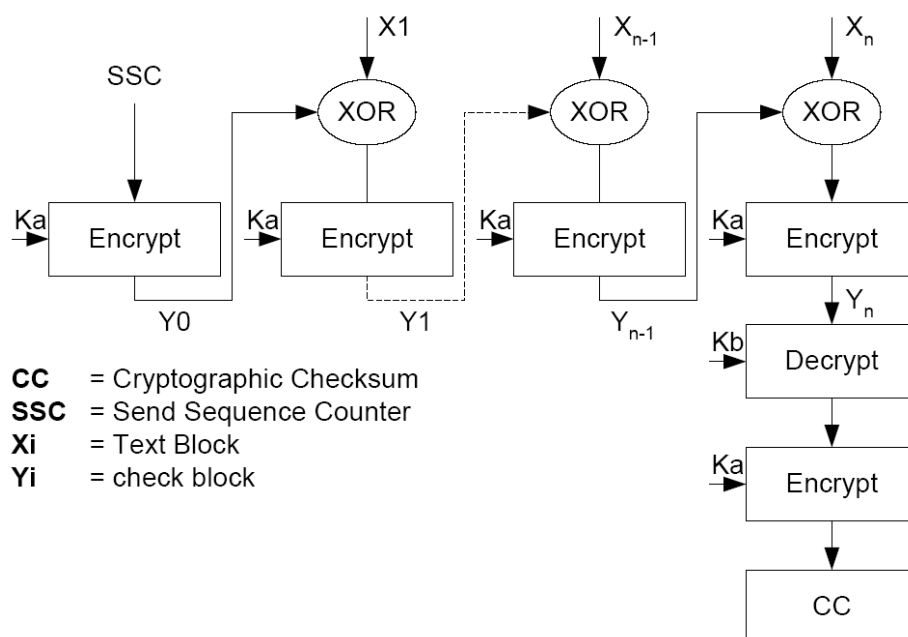 X1
Xn-1
Xn
SSC
XOR
XOR
XOR
Ka
Encrypt
Ka
Encrypt
Ka
Encrypt
Ka
Encrypt
Y0
Y1
Yn-1
Yn
Kb
Decrypt
CC = Cryptographic Checksum
SSC = Send Sequence Counter
Xi = Text Block
Yi = check block
Ka
Encrypt
CC